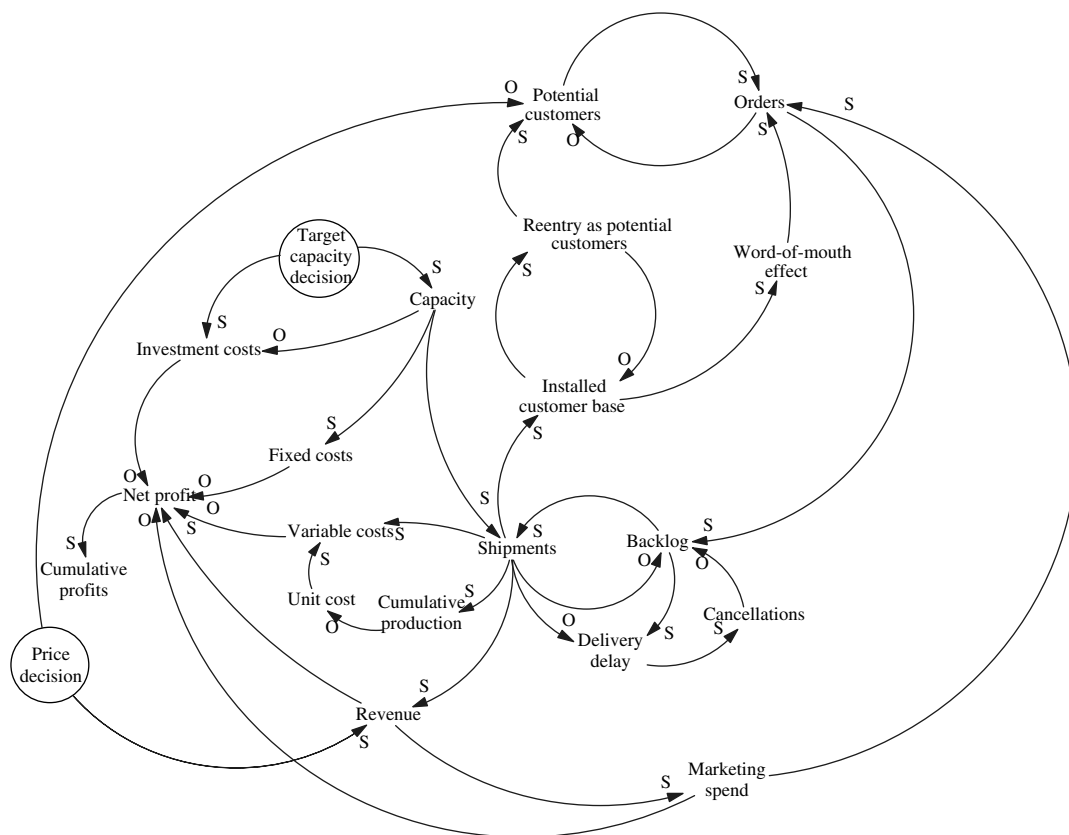 O
Potential
customers
S
Orders
S
S
S
O
Target
capacity
decision
S
Capacity
Reentry as potential
customers
S
Word-of-mouth
effect
S
S
O
Investment costs
O
Installed
customer base
S
S
Fixed costs
O
O
Net profit
O
O
S
S
Cumulative
profits
Variable costs
S
S
Shipments
S
S
Backlog
O
O
S
S
Unit cost
O
Cumulative
production
S
O
Delivery
delay
S
Cancellations
S
Price
decision
S
Revenue
S
S
Marketing
spend